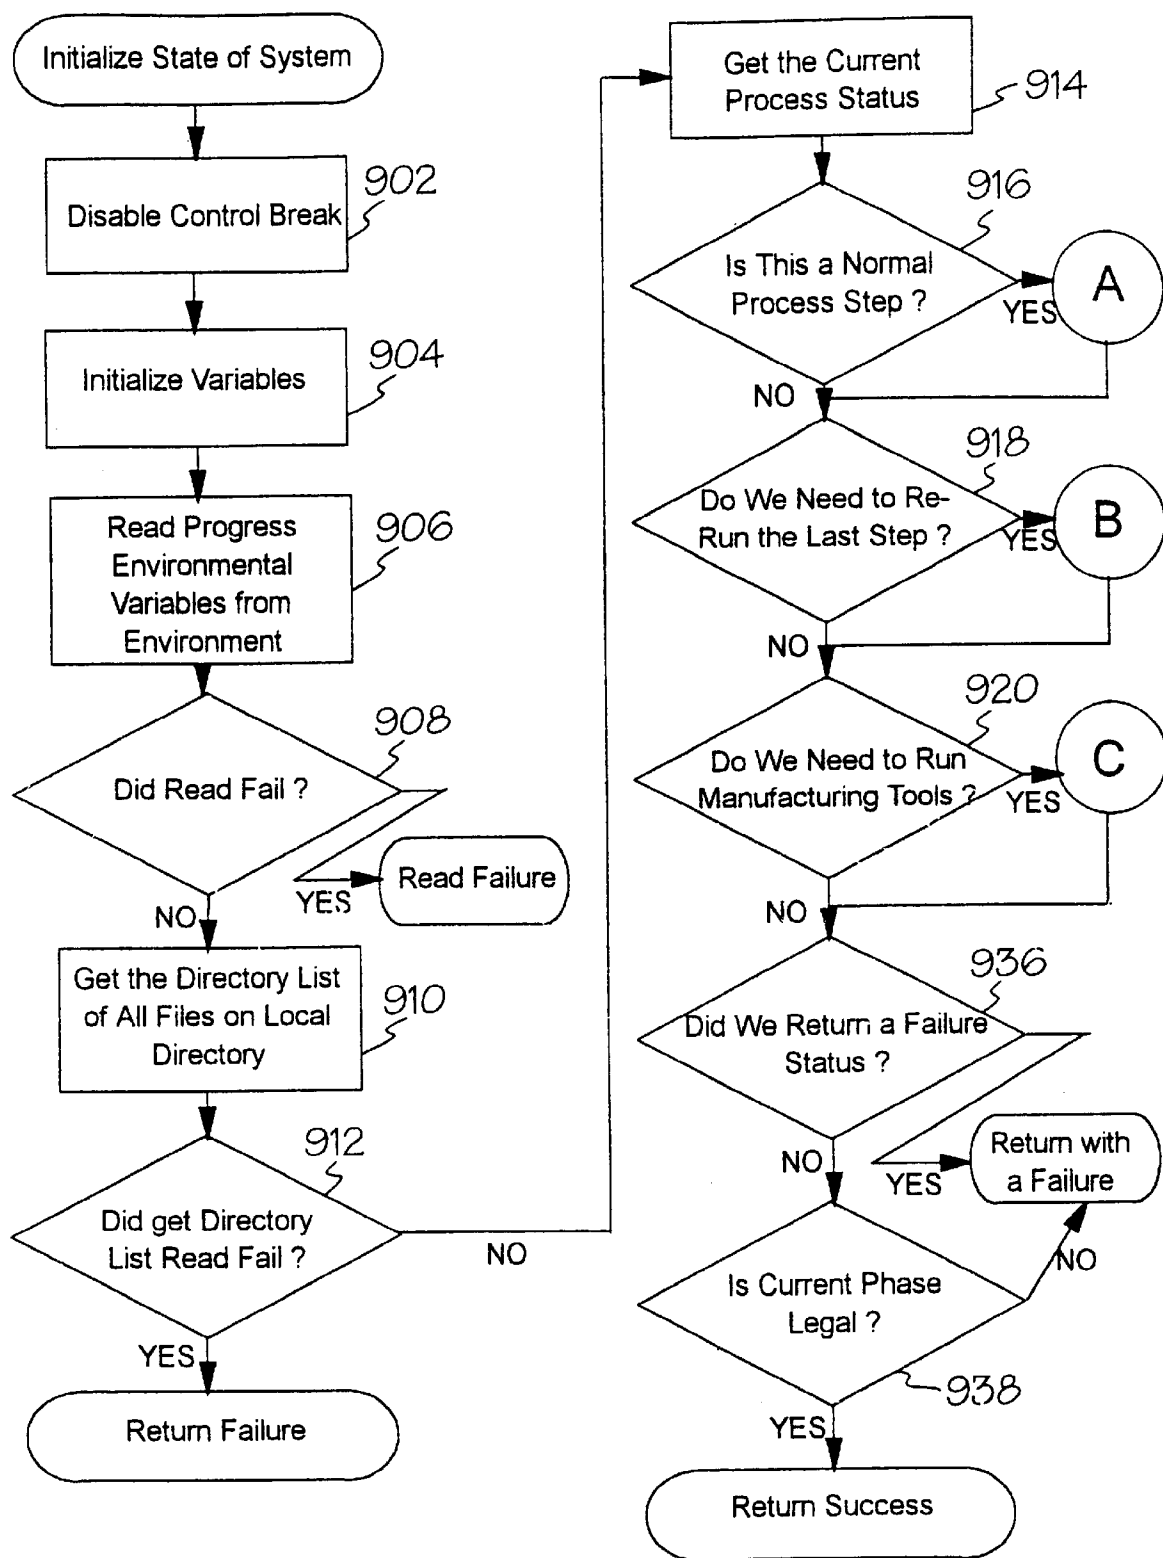 Initialize State of System
Disable Control Break
902
Initialize Variables
904
Read Progress
Environmental
Variables from
Environment
906
Did Read Fail ?
908
YES
Read Failure
NO
Get the Directory List
of All Files on Local
Directory
910
Did get Directory
List Read Fail ?
912
NO
YES
Return Failure
Get the Current
Process Status
914
Is This a Normal
Process Step ?
916
YES
A
NO
Do We Need to Re-
Run the Last Step ?
918
YES
B
NO
Do We Need to Run
Manufacturing Tools ?
920
YES
C
NO
Did We Return a Failure
Status ?
936
YES
Return with
a Failure
NO
Is Current Phase
Legal ?
938
NO
YES
Return Success